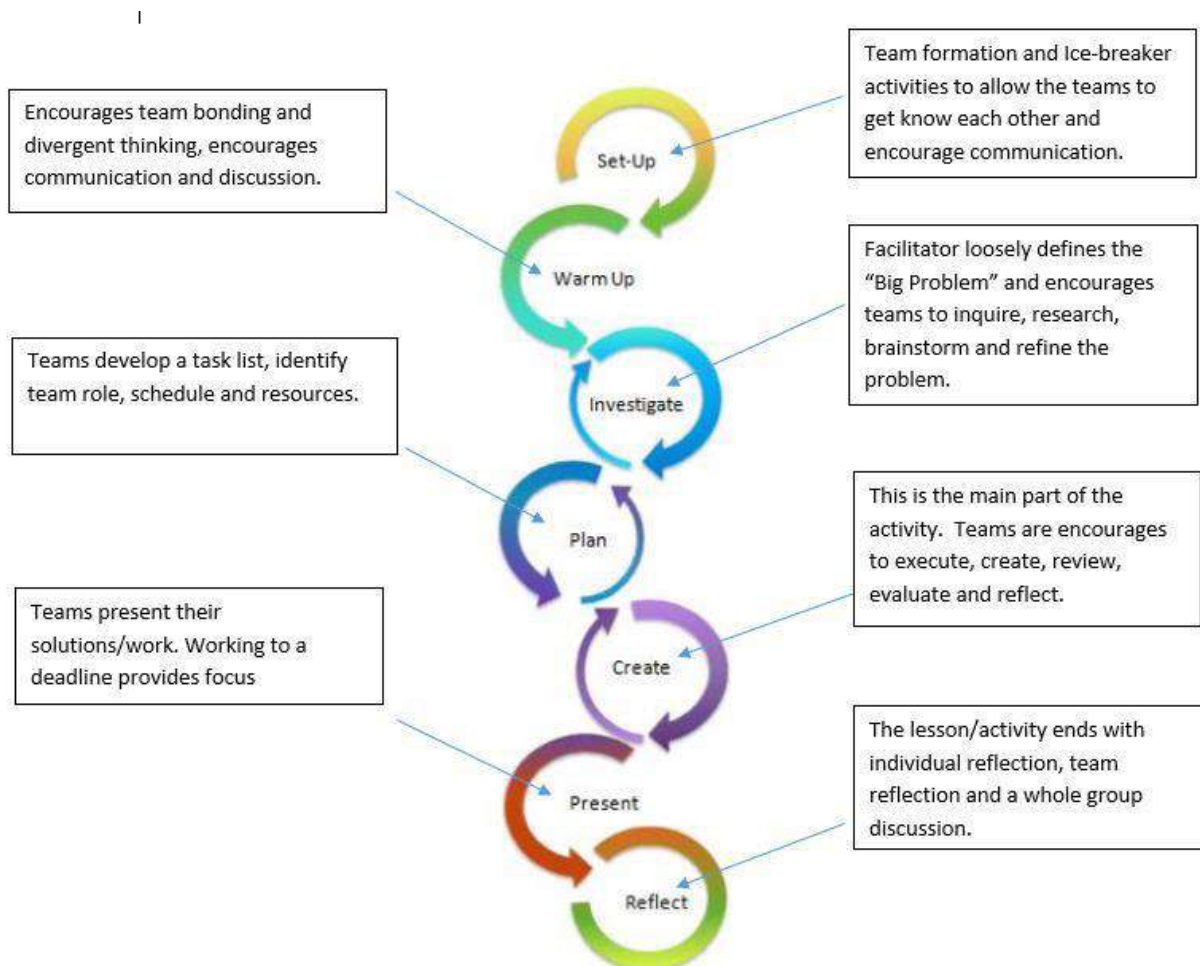 Team formation and Ice-breaker
activities to allow the teams to
get know each other and
encourage communication.
Set-Up
Encourages team bonding and
divergent thinking, encourages
communication and discussion.
Warm Up
Facilitator loosely defines the
“Big Problem” and encourages
teams to inquire, research,
brainstorm and refine the
problem.
Investigate
Teams develop a task list, identify
team role, schedule and resources.
Plan
This is the main part of the
activity.  Teams are encourages
to execute, create, review,
evaluate and reflect.
Create
Teams present their
solutions/work. Working to a
deadline provides focus
Present
The lesson/activity ends with
individual reflection, team
reflection and a whole group
discussion.
Reflect